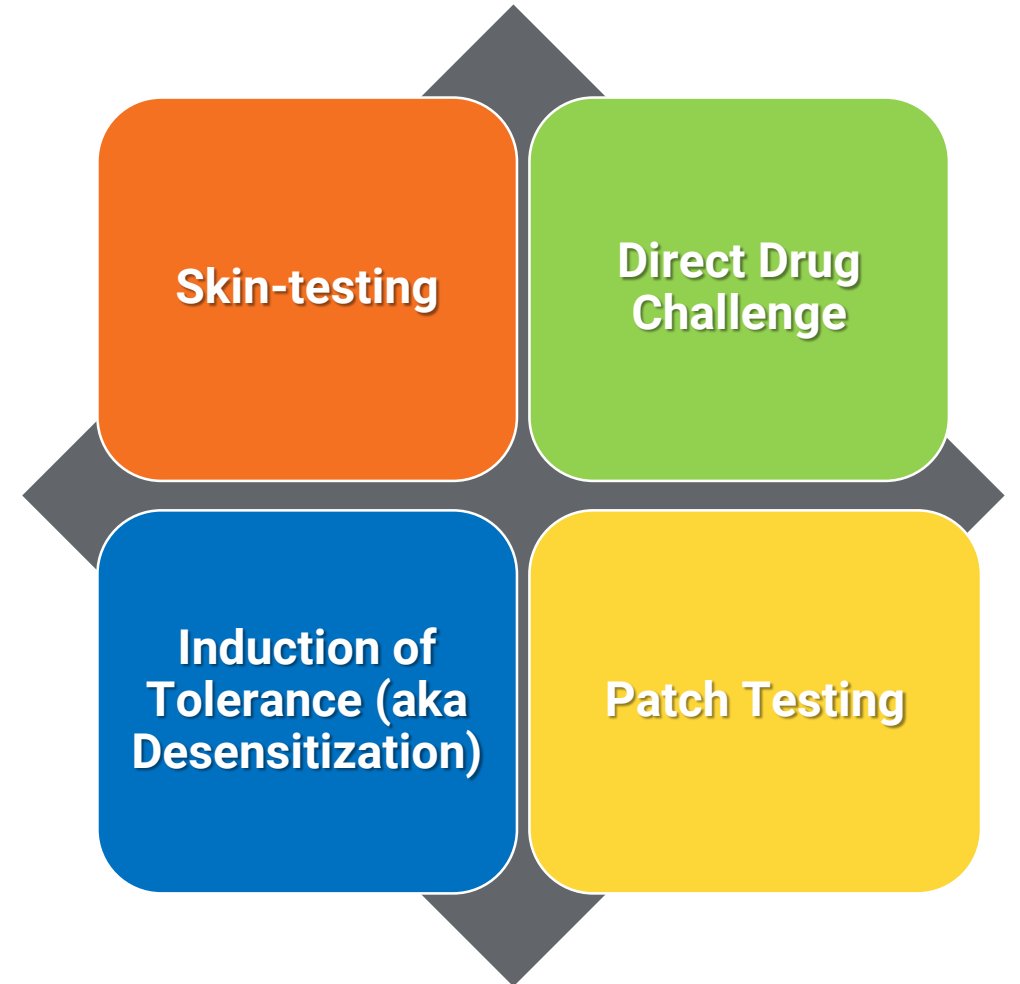 Skin-testing
Direct Drug
Challenge
Induction of
Tolerance (aka
Desensitization)
Patch Testing